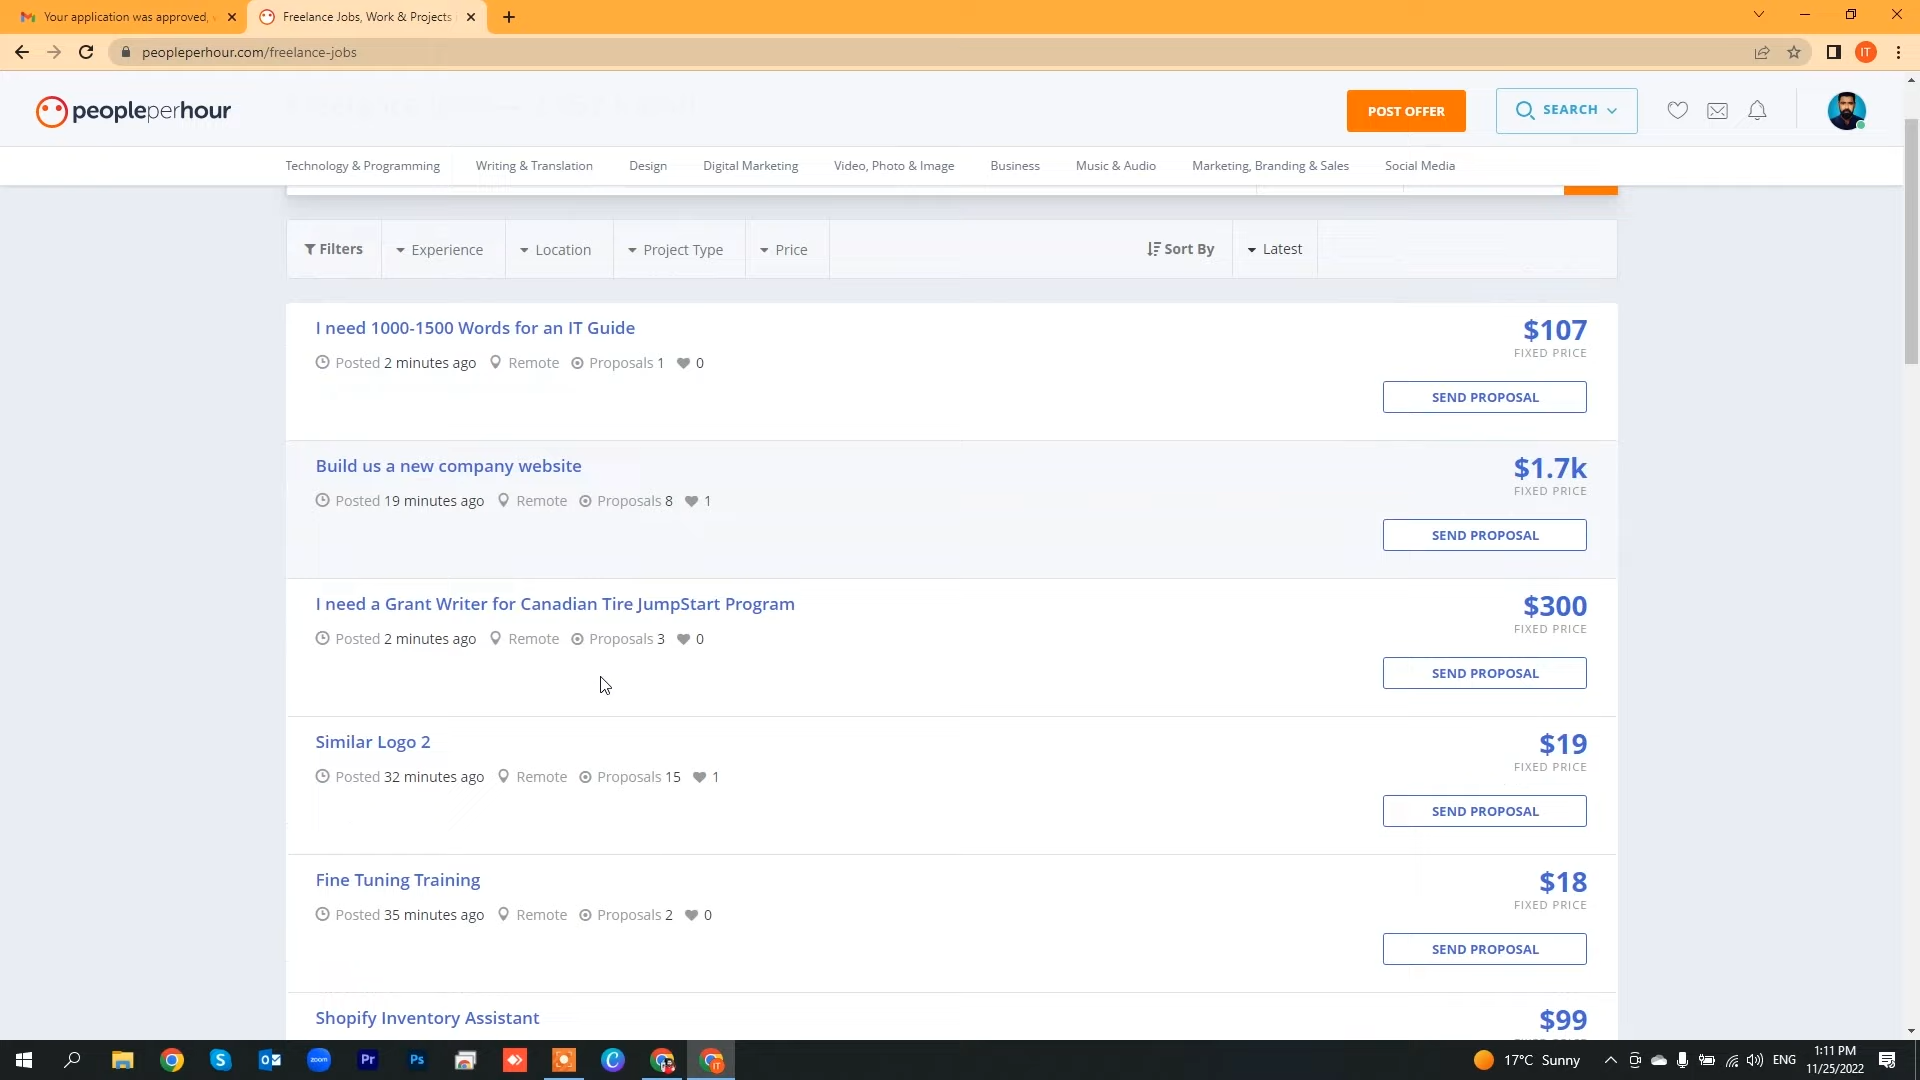 Your application was approved,
Freelance Jobs, Work & Projects
peopleperhour.com/freelance-jobs
IT
peopleperhour
POST OFFER
SEARCH
Technology & Programming
Writing & Translation
Design
Digital Marketing
Video, Photo & Image
Business
Music & Audio
Marketing, Branding & Sales
Social Media
Filters
Experience
Location
Project Type
Price
Sort By
Latest
I need 1000-1500 Words for an IT Guide
$107
FIXED PRICE
Posted 2 minutes ago Remote Proposals 1 0
SEND PROPOSAL
Build us a new company website
$1.7k
FIXED PRICE
Posted 19 minutes ago Remote Proposals 8 1
SEND PROPOSAL
I need a Grant Writer for Canadian Tire JumpStart Program
$300
FIXED PRICE
Posted 2 minutes ago Remote Proposals 3 0
SEND PROPOSAL
Similar Logo 2
$19
FIXED PRICE
Posted 32 minutes ago Remote Proposals 15 1
SEND PROPOSAL
Fine Tuning Training
$18
FIXED PRICE
Posted 35 minutes ago Remote Proposals 2 0
SEND PROPOSAL
Shopify Inventory Assistant
$99
zoom
Pr
Ps
17°C Sunny
ENG
1:11 PM
11/25/2022